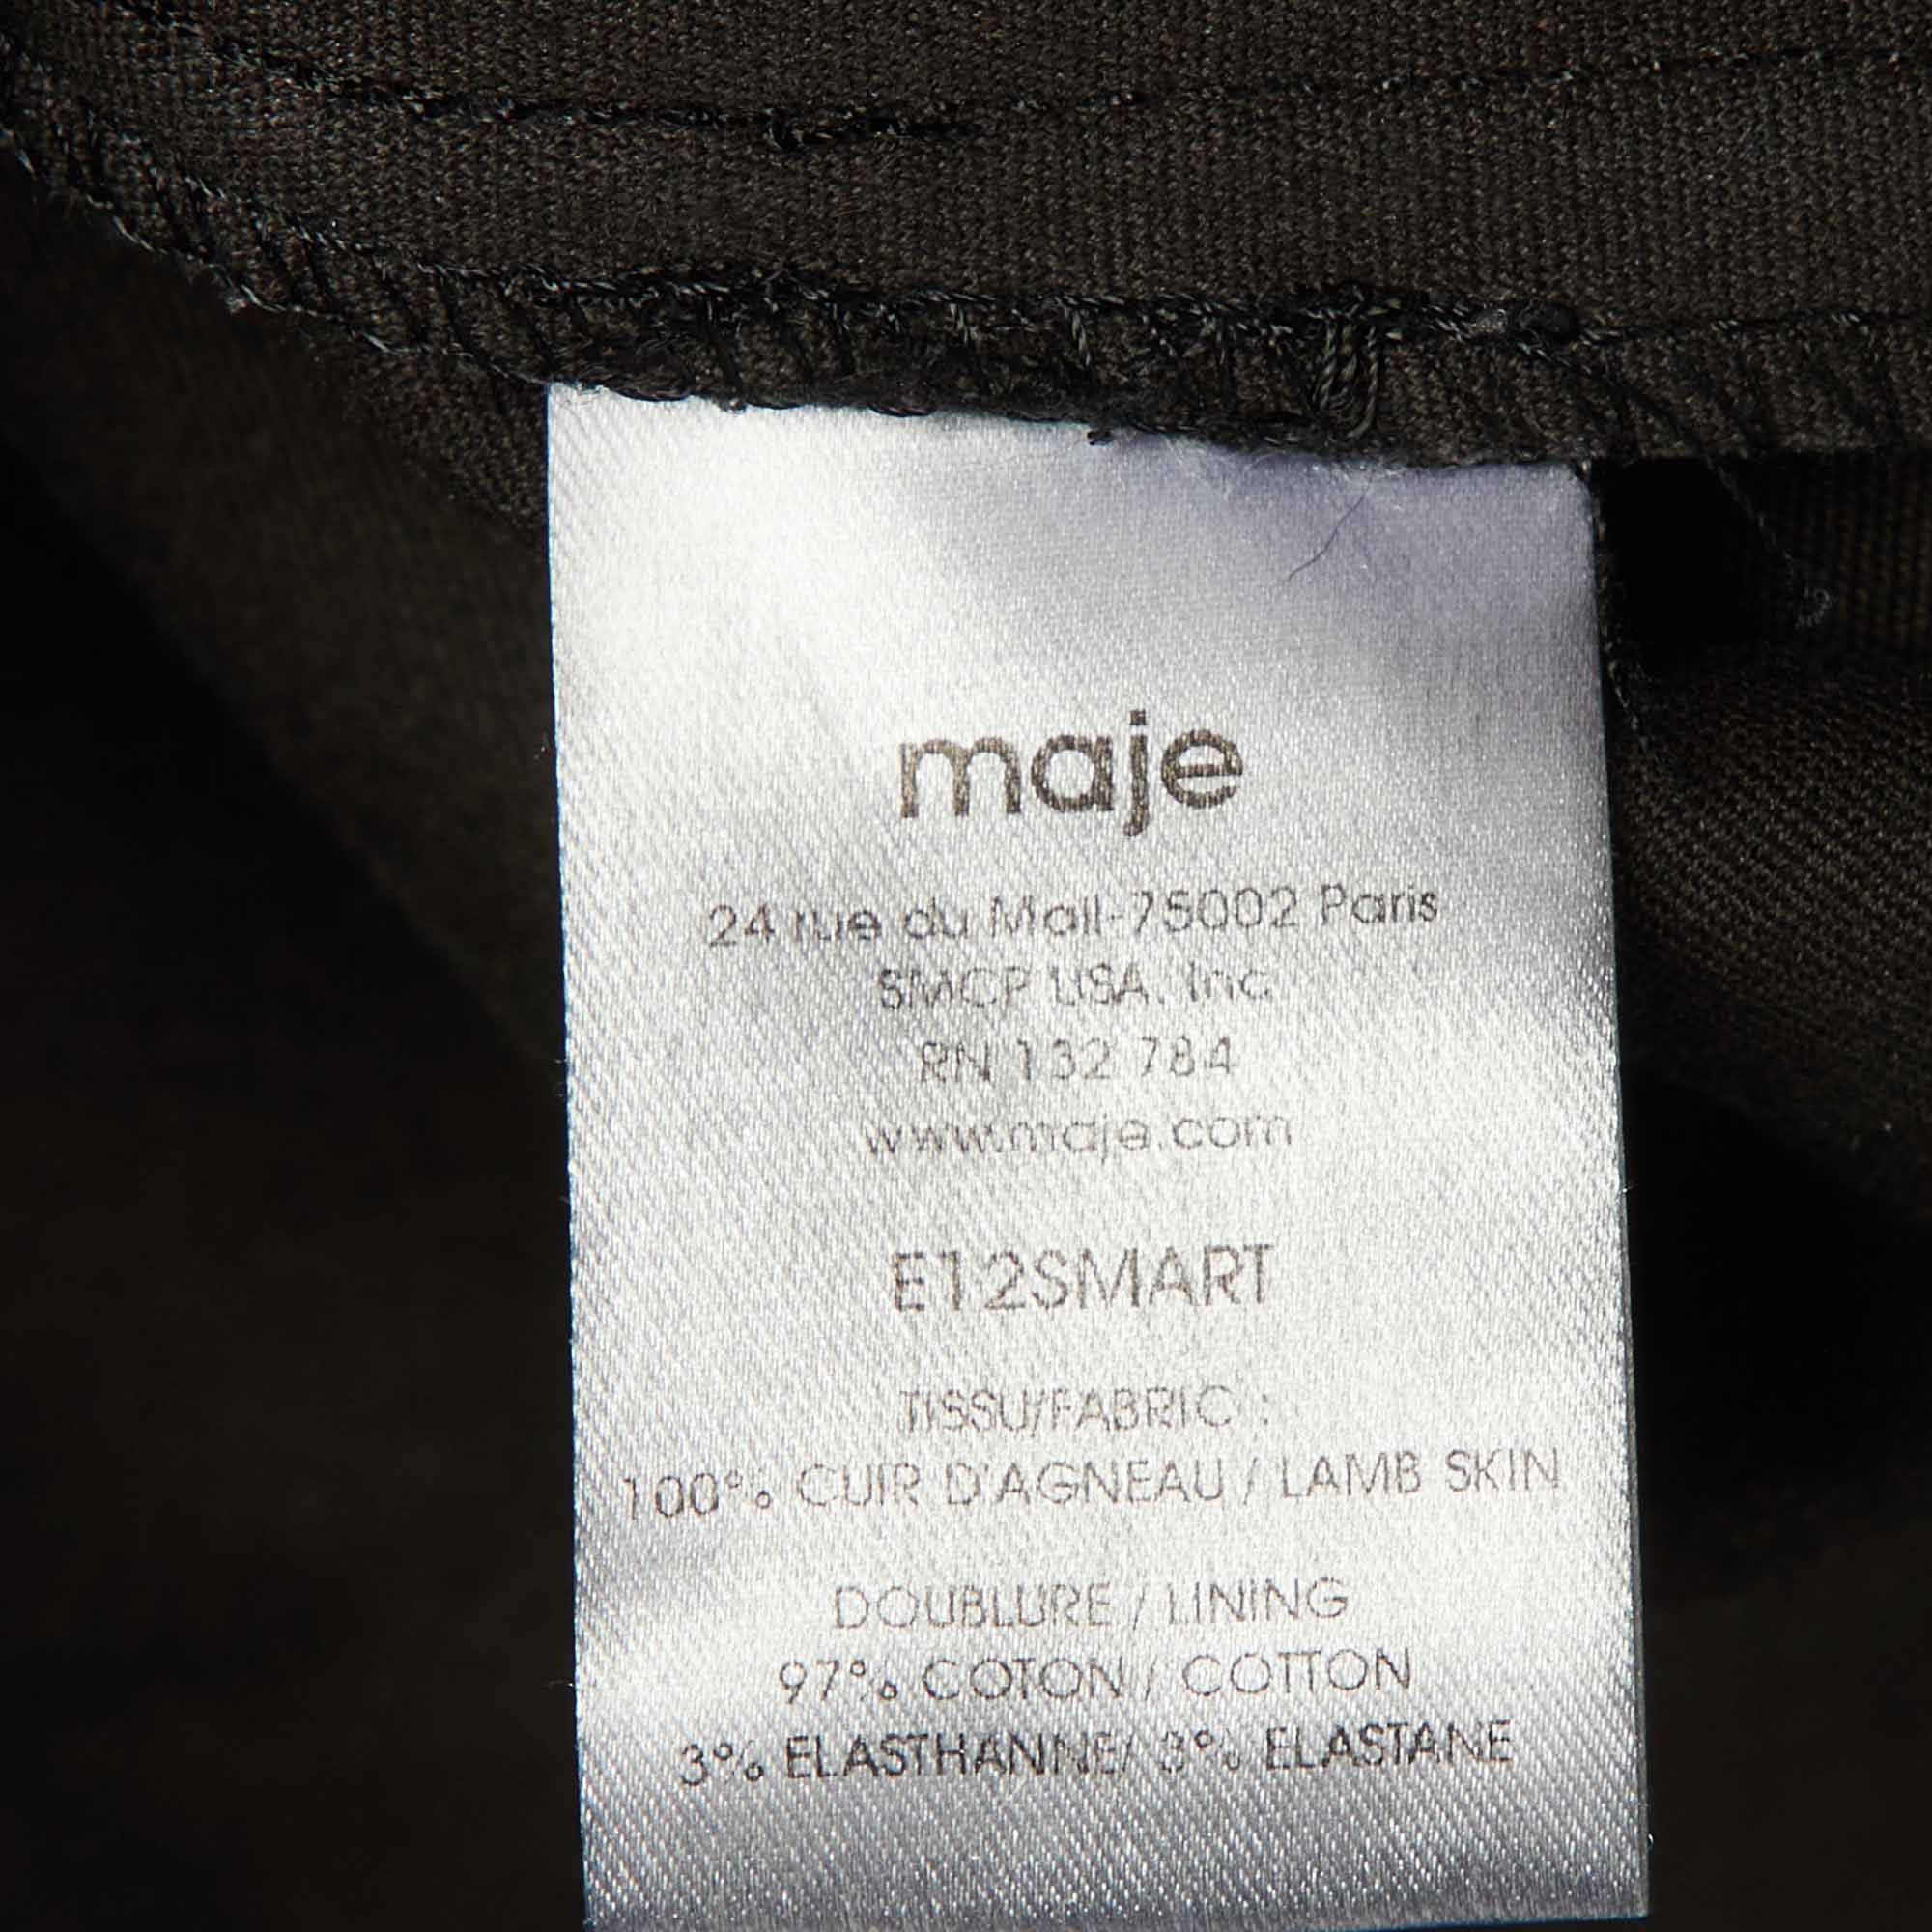 maje
24 rue du Mail-75002 Paris
SMCP USA, Inc.
RN 132 784
www.maje.com
E12SMART
TISSU/FABRIC :
100% CUIR D'AGNEAU / LAMB SKIN
DOUBLURE / LINING
97% COTON / COTTON
3% ELASTHANNE/ 3% ELASTANE